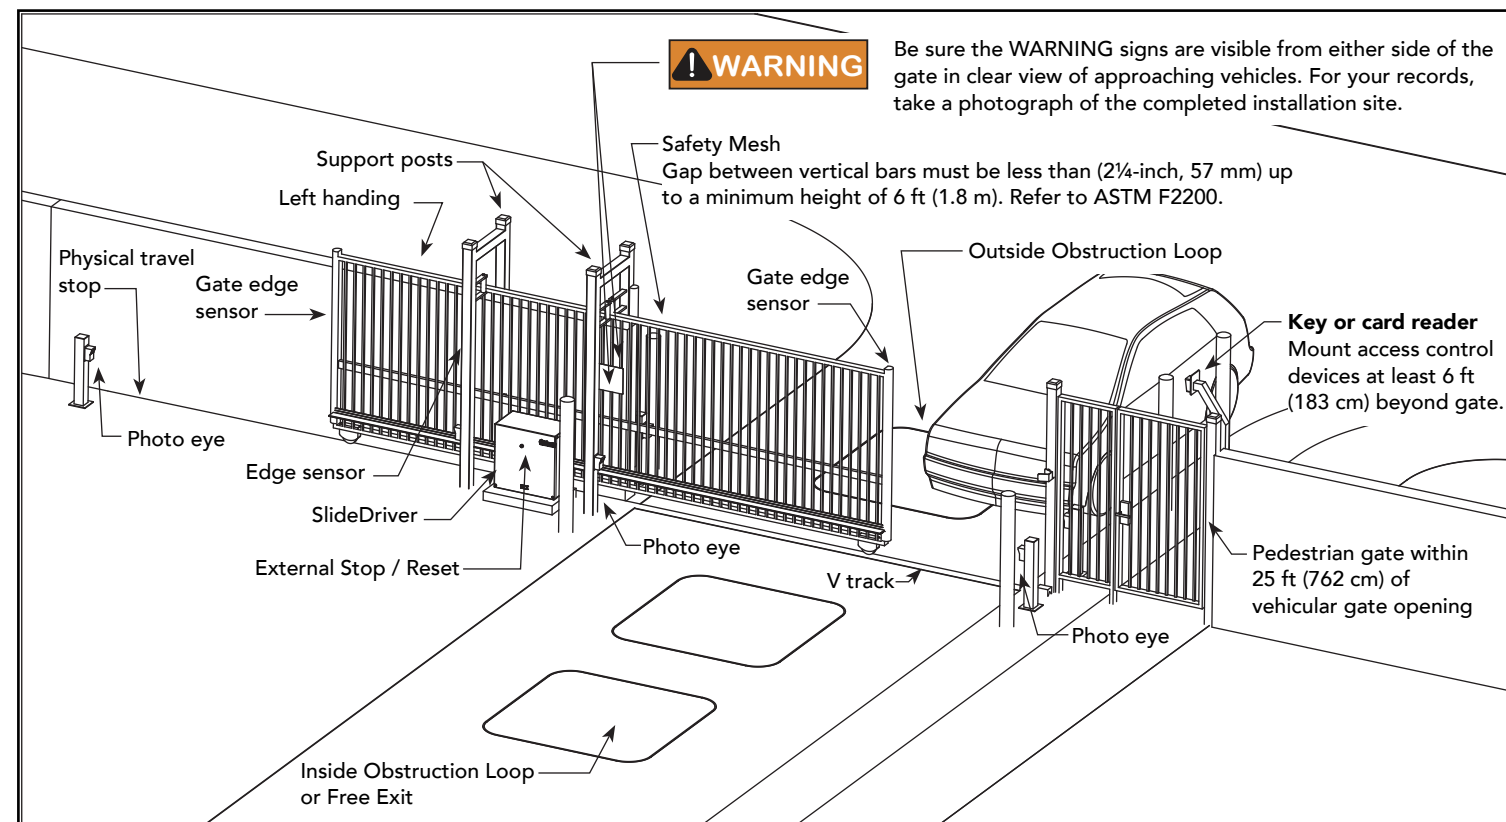 WARNING
Be sure the WARNING signs are visible from either side of the
gate in clear view of approaching vehicles. For your records,
take a photograph of the completed installation site.
Safety Mesh
Gap between vertical bars must be less than (2¼-inch, 57 mm) up
to a minimum height of 6 ft (1.8 m). Refer to ASTM F2200.
Support posts
Left handing
Physical travel
stop
Gate edge
sensor
Gate edge
sensor
Outside Obstruction Loop
Key or card reader
Mount access control
devices at least 6 ft
(183 cm) beyond gate.
Photo eye
Edge sensor
SlideDriver
External Stop / Reset
Photo eye
V track
Pedestrian gate within
25 ft (762 cm) of
vehicular gate opening
Photo eye
Inside Obstruction Loop
or Free Exit